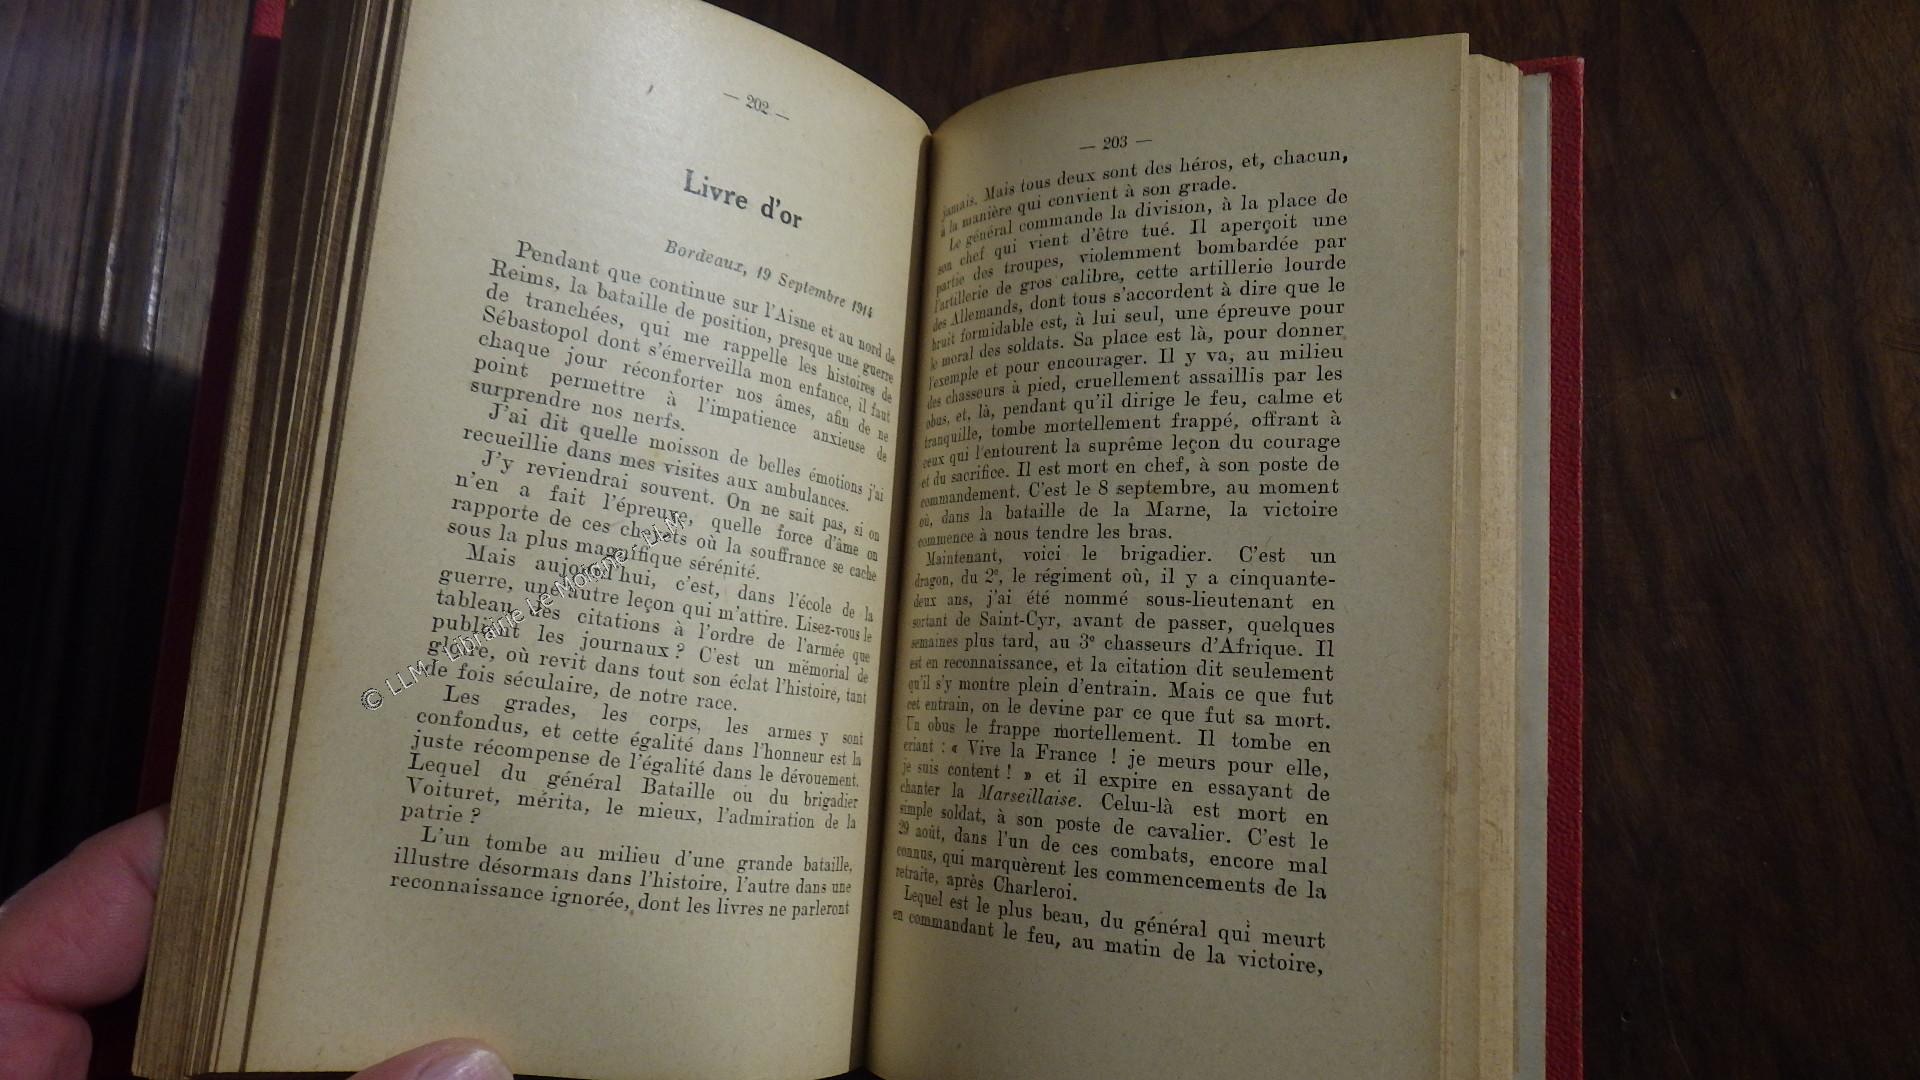 — 202 —
Livre d'or
Bordeaux, 19 Septembre 1914
Pendant que continue sur l'Aisne et au nord de
Reims, la bataille de position, presque une guerre
de tranchées, qui me rappelle les histoires de
Sébastopol dont s'émerveilla mon enfance, il faut
chaque jour réconforter nos âmes, afin de ne
point permettre à l'impatience anxieuse de
surprendre nos nerfs.
J'ai dit quelle moisson de belles émotions j'ai
recueillie dans mes visites aux ambulances.
J'y reviendrai souvent. On ne sait pas, si on
n'en a fait l'épreuve, quelle force d'âme on
rapporte de ces chevets où la souffrance se cache
sous la plus magnifique sérénité.
Mais aujourd'hui, c'est, dans l'école de la
guerre, une autre leçon qui m'attire. Lisez-vous le
tableau des citations à l'ordre de l'armée que
publient les journaux ? C'est un mémorial de
gloire, où revit dans tout son éclat l'histoire, tant
de fois séculaire, de notre race.
Les grades, les corps, les armes y sont
confondus, et cette égalité dans l'honneur est la
juste récompense de l'égalité dans le dévouement.
Lequel du général Bataille ou du brigadier
Voituret, mérita, le mieux, l'admiration de la
patrie ?
L'un tombe au milieu d'une grande bataille,
illustre désormais dans l'histoire, l'autre dans une
reconnaissance ignorée, dont les livres ne parleront
© LLM - Librairie Le Moigne - LLM
— 203 —
jamais. Mais tous deux sont des héros, et, chacun,
à la manière qui convient à son grade.
Le général commande la division, à la place de
son chef qui vient d'être tué. Il aperçoit une
partie des troupes, violemment bombardée par
l'artillerie de gros calibre, cette artillerie lourde
des Allemands, dont tous s'accordent à dire que le
bruit formidable est, à lui seul, une épreuve pour
le moral des soldats. Sa place est là, pour donner
l'exemple et pour encourager. Il y va, au milieu
des chasseurs à pied, cruellement assaillis par les
obus, et, là, pendant qu'il dirige le feu, calme et
tranquille, tombe mortellement frappé, offrant à
ceux qui l'entourent la suprême leçon du courage
et du sacrifice. Il est mort en chef, à son poste de
commandement. C'est le 8 septembre, au moment
où, dans la bataille de la Marne, la victoire
commence à nous tendre les bras.
Maintenant, voici le brigadier. C'est un
dragon, du 2e, le régiment où, il y a cinquante-
deux ans, j'ai été nommé sous-lieutenant en
sortant de Saint-Cyr, avant de passer, quelques
semaines plus tard, au 3e chasseurs d'Afrique. Il
est en reconnaissance, et la citation dit seulement
qu'il s'y montre plein d'entrain. Mais ce que fut
cet entrain, on le devine par ce que fut sa mort.
Un obus le frappe mortellement. Il tombe en
criant : « Vive la France ! je meurs pour elle,
je suis content ! » et il expire en essayant de
chanter la Marseillaise. Celui-là est mort en
simple soldat, à son poste de cavalier. C'est le
29 août, dans l'un de ces combats, encore mal
connus, qui marquèrent les commencements de la
retraite, après Charleroi.
Lequel est le plus beau, du général qui meurt
en commandant le feu, au matin de la victoire,